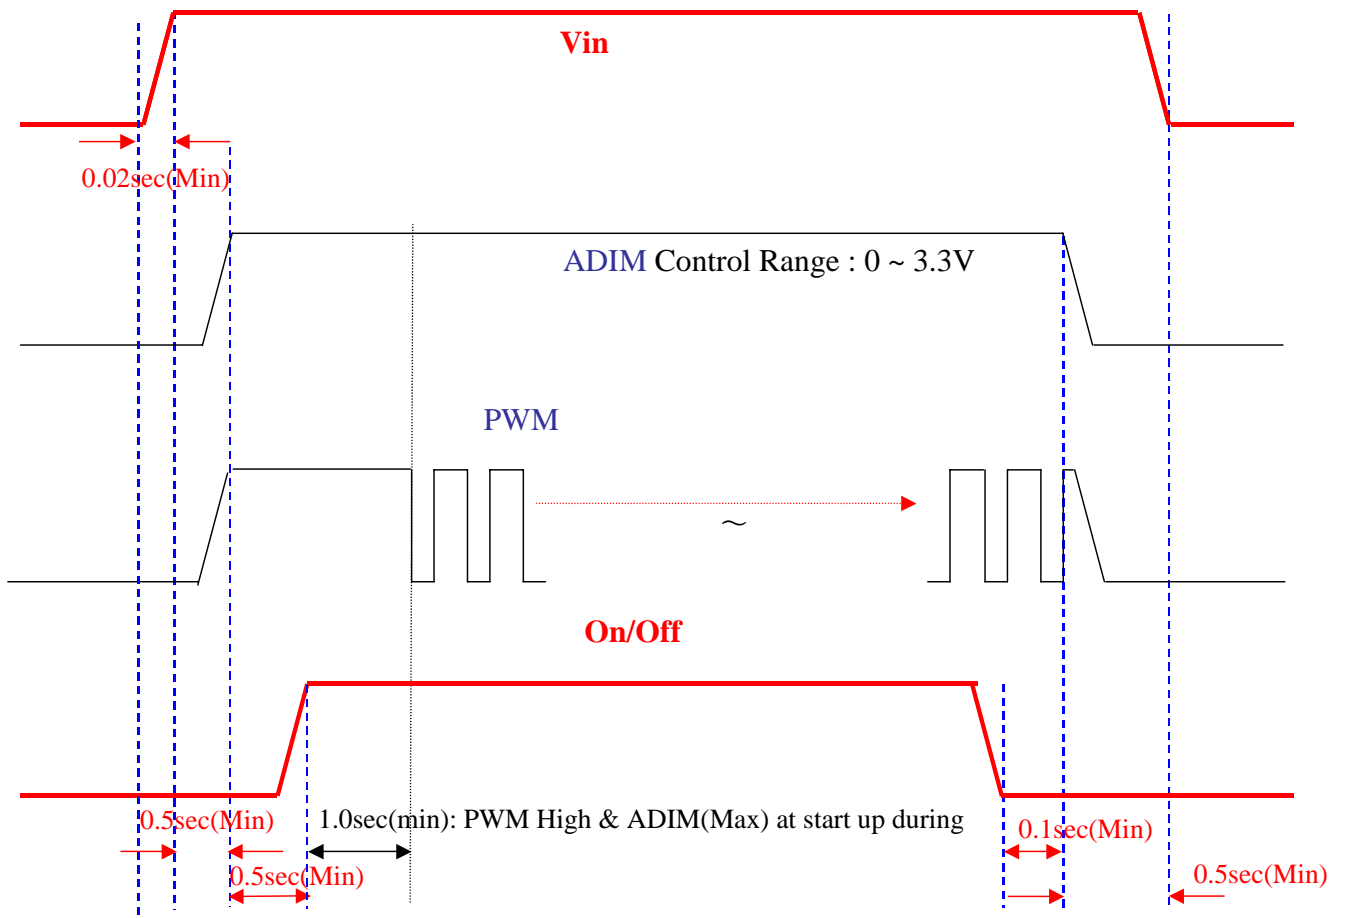 Vin
0.02sec(Min)
ADIM Control Range : 0 ~ 3.3V
PWM
~
On/Off
0.5sec(Min)
1.0sec(min): PWM High & ADIM(Max) at start up during
0.1sec(Min)
0.5sec(Min)
0.5sec(Min)